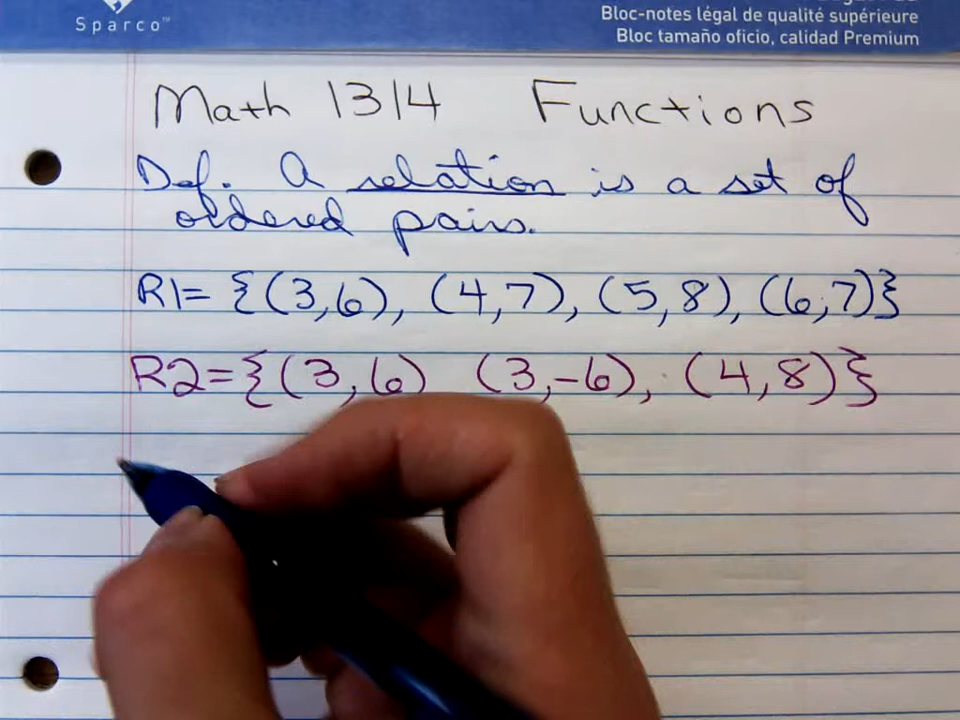 Sparco™
Bloc-notes légal de qualité supérieure
Bloc tamaño oficio, calidad Premium
Math 1314 Functions
Def. A relation is a set of
ordered pairs.
R1= {(3,6), (4,7), (5,8), (6,7)}
R2={(3,6) (3,-6), (4,8)}